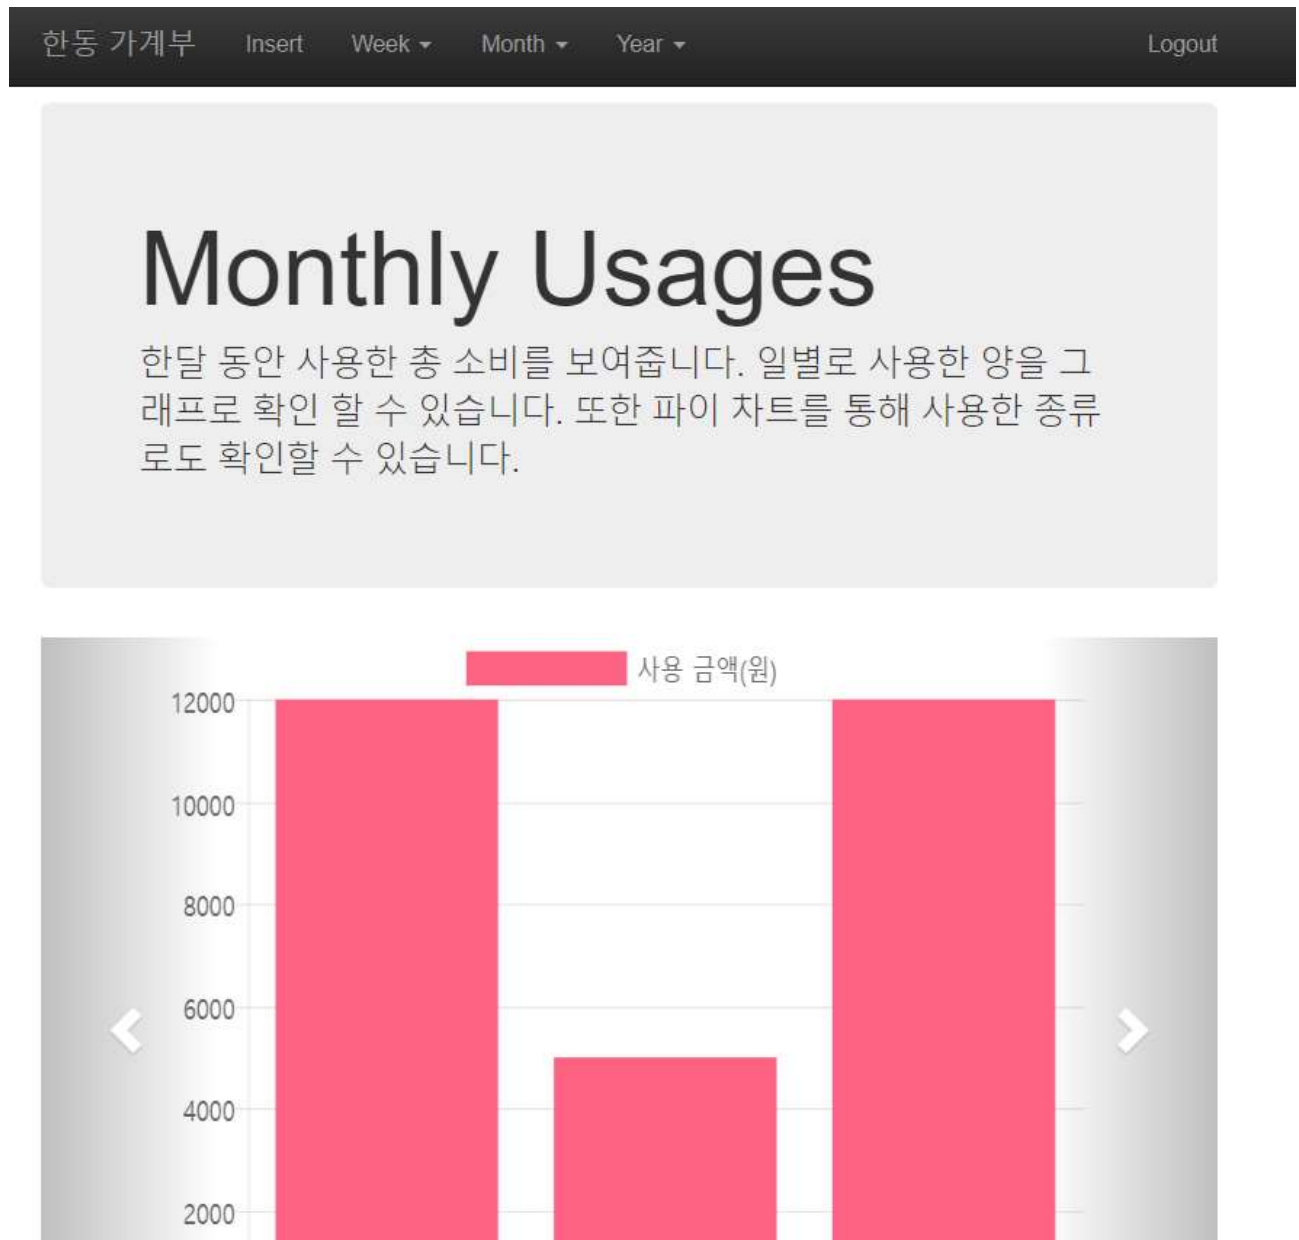 한동 가계부 Insert Week Month Year Logout
Monthly Usages
한달 동안 사용한 총 소비를 보여줍니다. 일별로 사용한 양을 그
래프로 확인 할 수 있습니다. 또한 파이 차트를 통해 사용한 종류
로도 확인할 수 있습니다.
사용 금액(원)
12000
10000
8000
6000
4000
2000